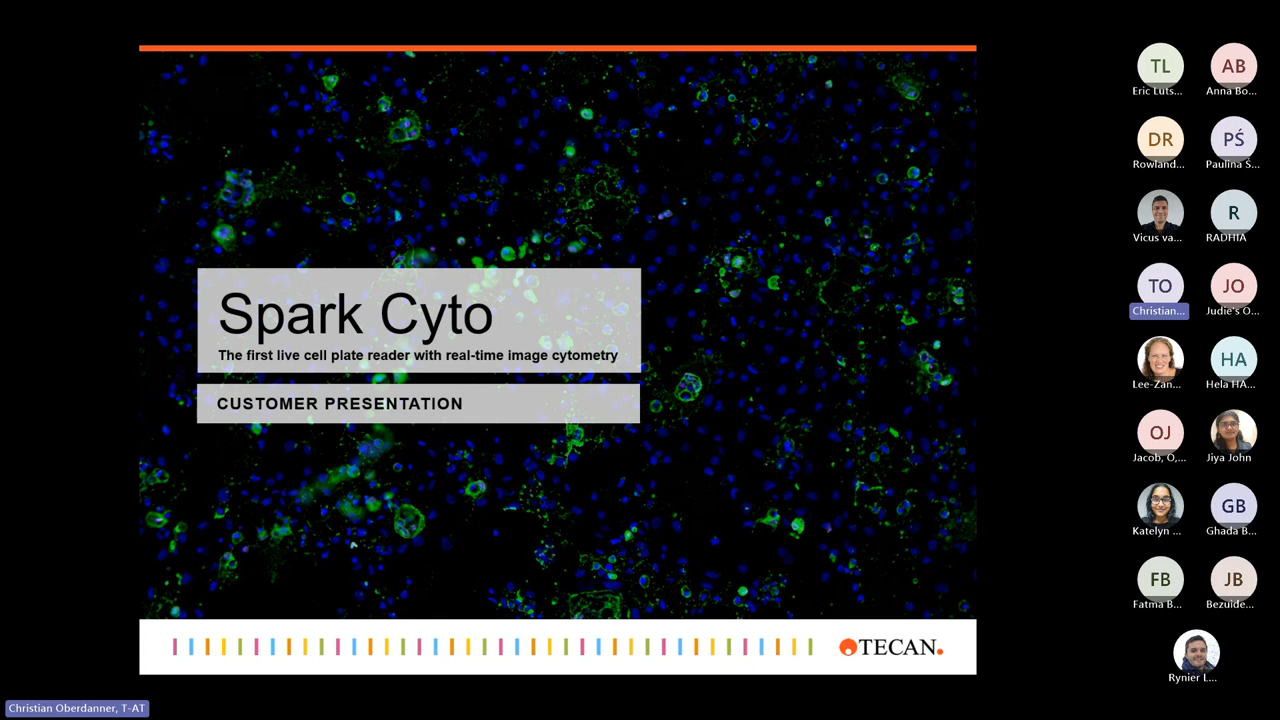 Spark Cyto
The first live cell plate reader with real-time image cytometry
CUSTOMER PRESENTATION
TECAN.
TL
Eric Luts...
AB
Anna Bo...
DR
Rowland...
PŚ
Paulina S...
Vicus va...
R
RADHIA
TO
Christian...
JO
Judie's O...
Lee-Zan...
HA
Hela HA...
OJ
Jacob, O,...
Jiya John
Katelyn ...
GB
Ghada B...
FB
Fatma B...
JB
Bezuide...
Rynier L...
Christian Oberdanner, T-AT